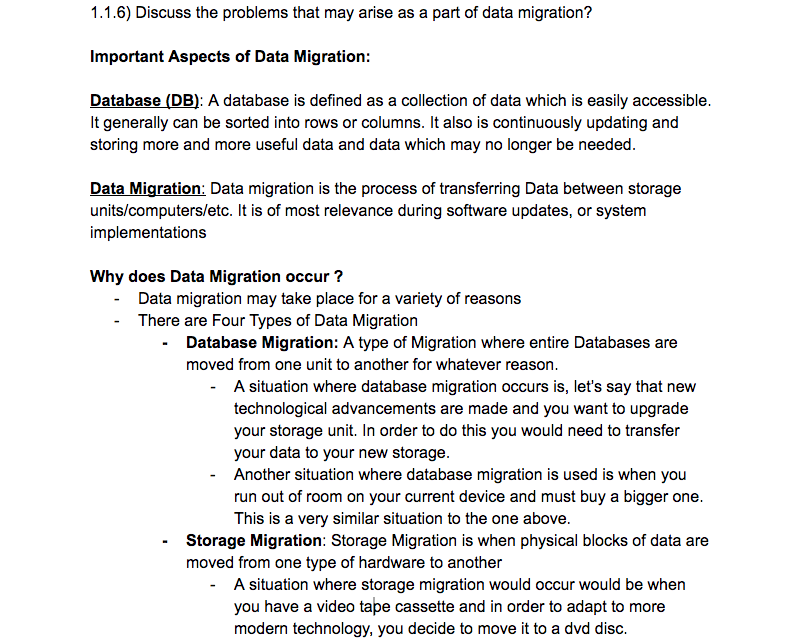 1.1.6) Discuss the problems that may arise as a part of data migration?
Important Aspects of Data Migration:
Database (DB): A database is defined as a collection of data which is easily accessible.
It generally can be sorted into rows or columns. It also is continuously updating and
storing more and more useful data and data which may no longer be needed.
Data Migration: Data migration is the process of transferring Data between storage
units/computers/etc. It is of most relevance during software updates, or system
implementations
Why does Data Migration occur ?
- Data migration may take place for a variety of reasons
- There are Four Types of Data Migration
- Database Migration: A type of Migration where entire Databases are
moved from one unit to another for whatever reason.
- A situation where database migration occurs is, let's say that new
technological advancements are made and you want to upgrade
your storage unit. In order to do this you would need to transfer
your data to your new storage.
- Another situation where database migration is used is when you
run out of room on your current device and must buy a bigger one.
This is a very similar situation to the one above.
- Storage Migration: Storage Migration is when physical blocks of data are
moved from one type of hardware to another
- A situation where storage migration would occur would be when
you have a video tape cassette and in order to adapt to more
modern technology, you decide to move it to a dvd disc.